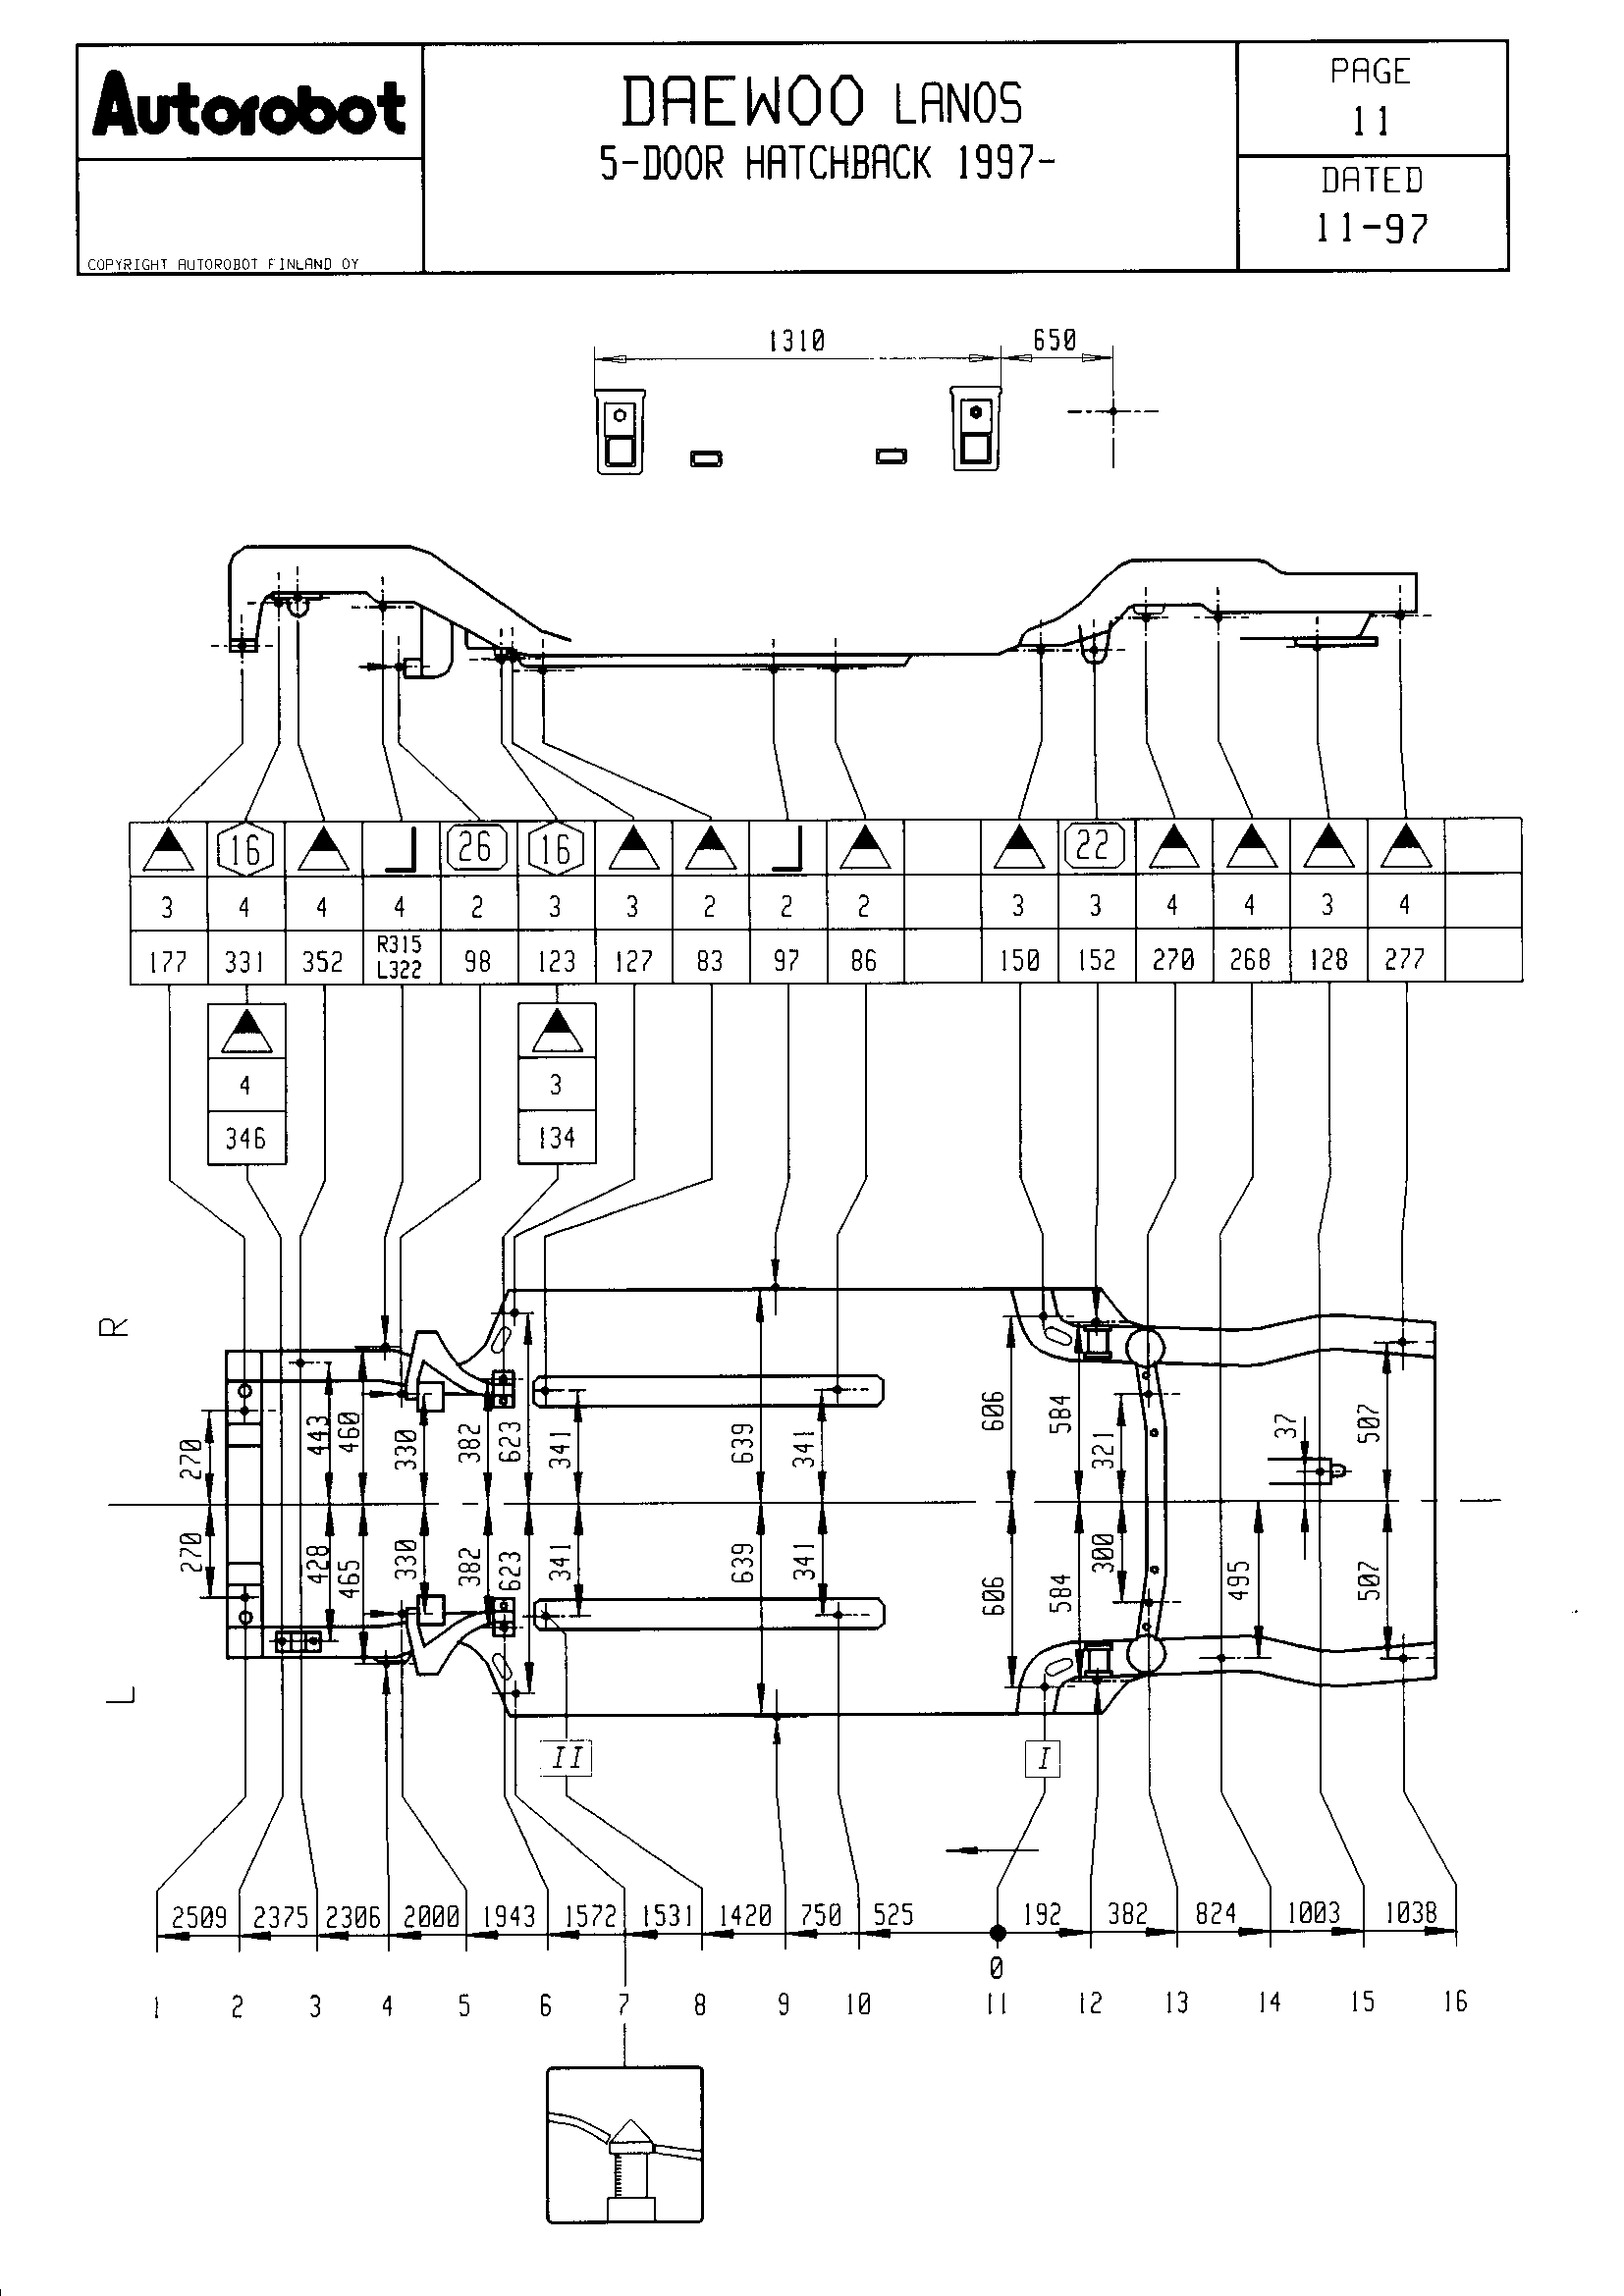 Autorobot
COPYRIGHT AUTOROBOT FINLAND OY
DAEWOO LANOS
5-DOOR HATCHBACK 1997-
PAGE
11
DATED
11-97
1310 650
16 26 16 22
3 4 4 4 2 3 3 2 2 2 3 3 4 4 3 4
177 331 352 R315 L322 98 123 127 83 97 86 150 152 270 268 128 277
4 3
346 134
R
270 443 460 330 382 623 341 639 341 606 584 321 37 507
270 428 465 330 382 623 341 639 341 606 584 300 495 507
L
II I
2509 2375 2306 2000 1943 1572 1531 1420 750 525 192 382 824 1003 1038
0
1 2 3 4 5 6 7 8 9 10 11 12 13 14 15 16